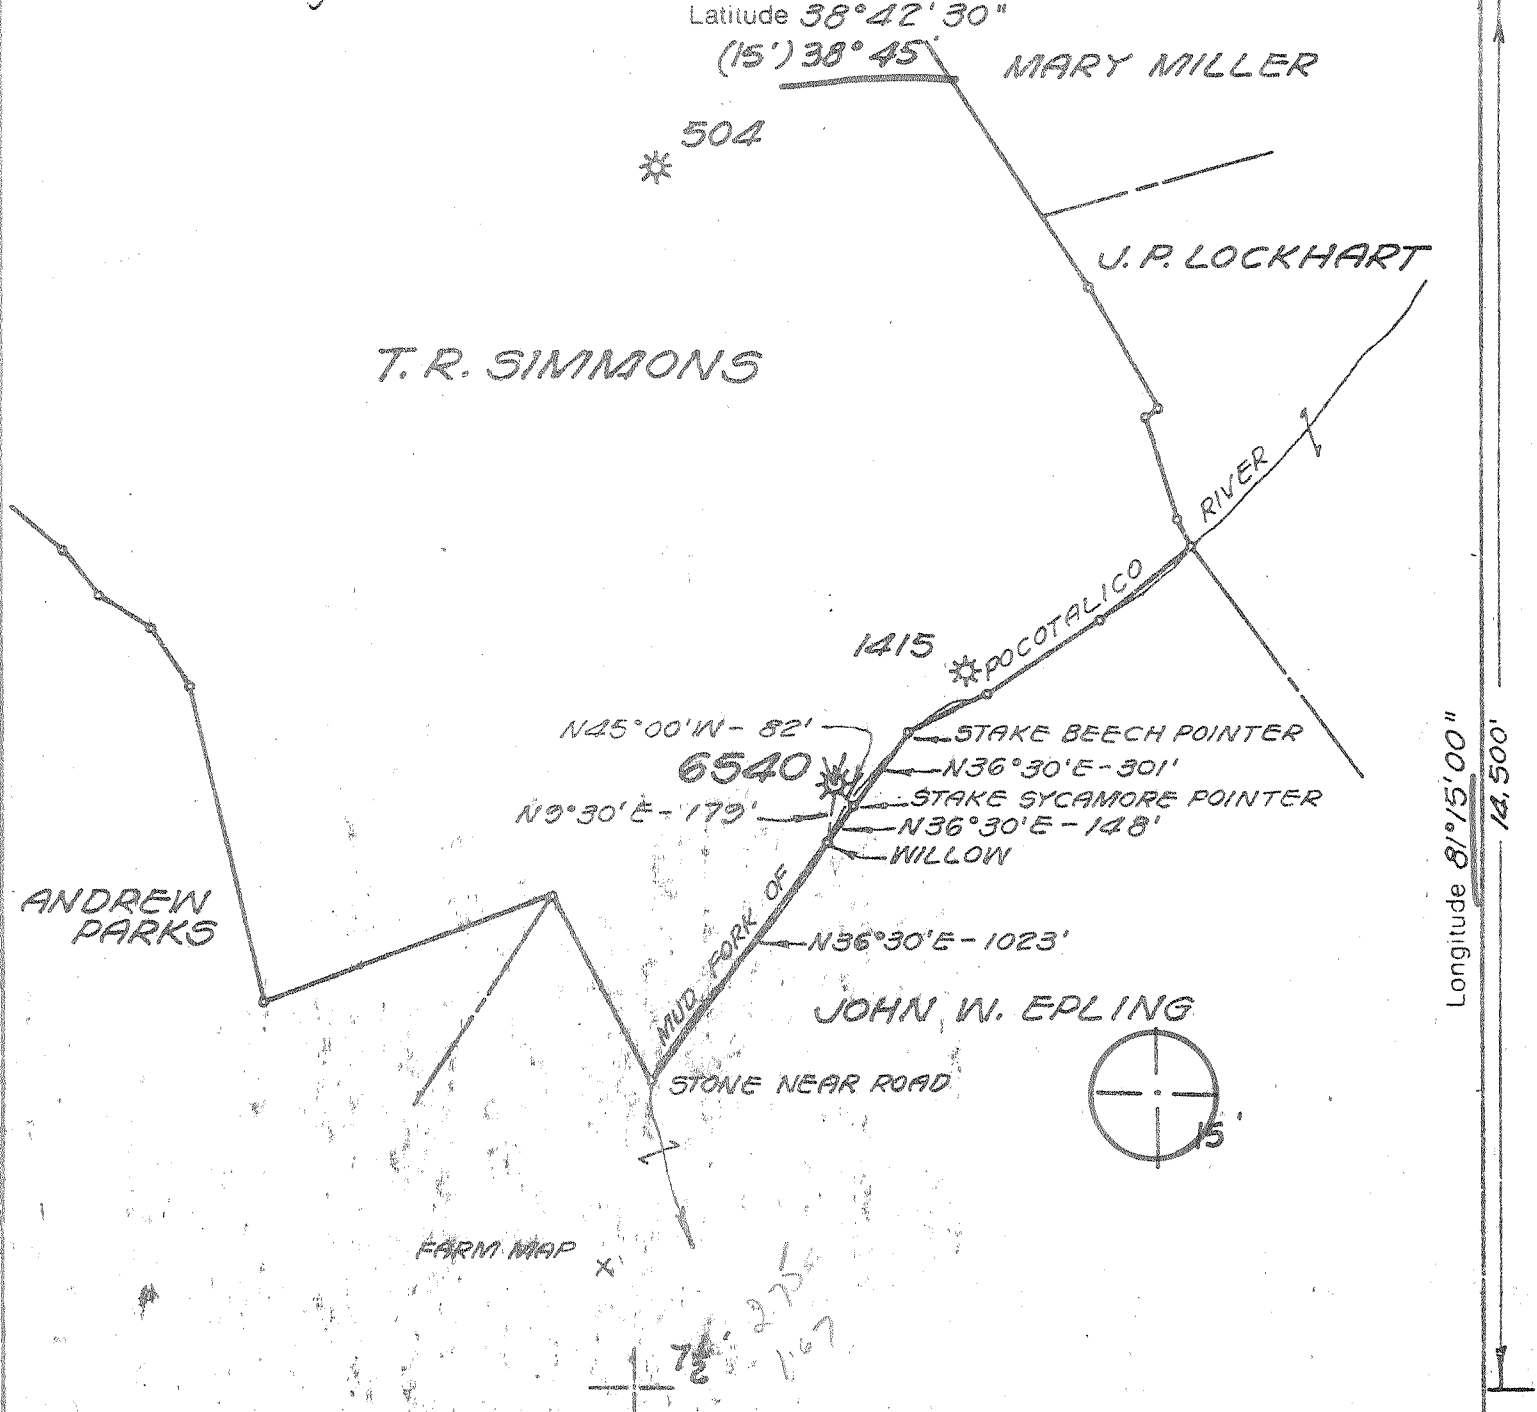 Latitude 38°42'30"
(15') 38°45'
MARY MILLER
504
J.P. LOCKHART
T.R. SIMMONS
RIVER
POCOTALICO
1415
N45°00'W - 82'
STAKE BEECH POINTER
6540
N36°30'E - 301'
STAKE SYCAMORE POINTER
N9°30'E - 179'
N36°30'E - 148'
WILLOW
Longitude 81°15'00"
14,500'
ANDREW
PARKS
MUD FORK OF
N36°30'E - 1023'
JOHN W. EPLING
STONE NEAR ROAD
15'
FARM MAP
X
1.67